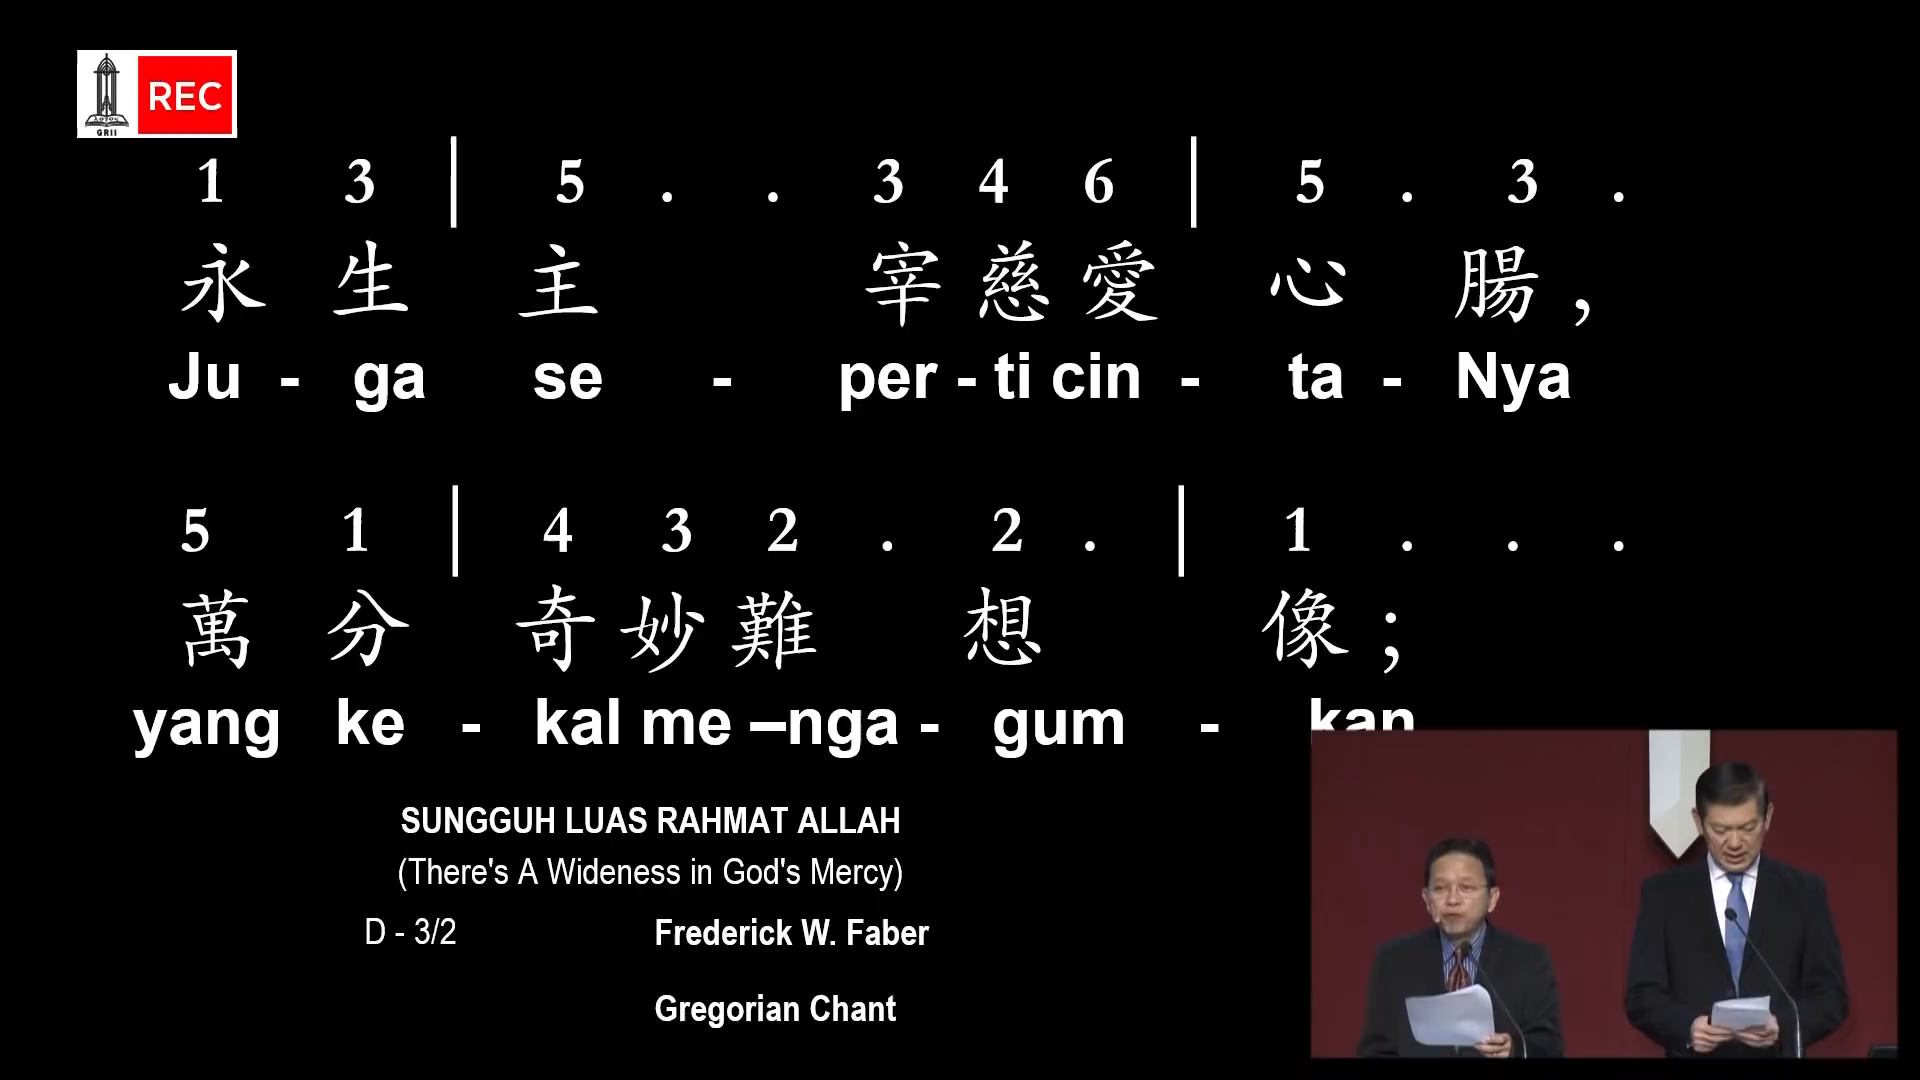 GRII REC
1 3 | 5 . . 3 4 6 | 5 . 3 .
永 生 主 宰 慈 愛 心 腸 ,
Ju - ga se - per - ti cin - ta - Nya
5 1 | 4 3 2 . 2 . | 1 . . .
萬 分 奇 妙 難 想 像 ;
yang ke - kal me –nga - gum - kan
SUNGGUH LUAS RAHMAT ALLAH
(There's A Wideness in God's Mercy)
D - 3/2 Frederick W. Faber
Gregorian Chant